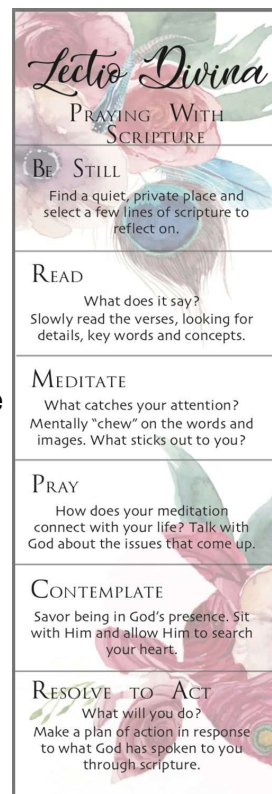 Lectio Divina
Praying With
Scripture
Be Still
Find a quiet, private place and
select a few lines of scripture to
reflect on.
Read
What does it say?
Slowly read the verses, looking for
details, key words and concepts.
Meditate
What catches your attention?
Mentally “chew” on the words and
images. What sticks out to you?
Pray
How does your meditation
connect with your life? Talk with
God about the issues that come up.
Contemplate
Savor being in God’s presence. Sit
with Him and allow Him to search
your heart.
Resolve to Act
What will you do?
Make a plan of action in response
to what God has spoken to you
through scripture.